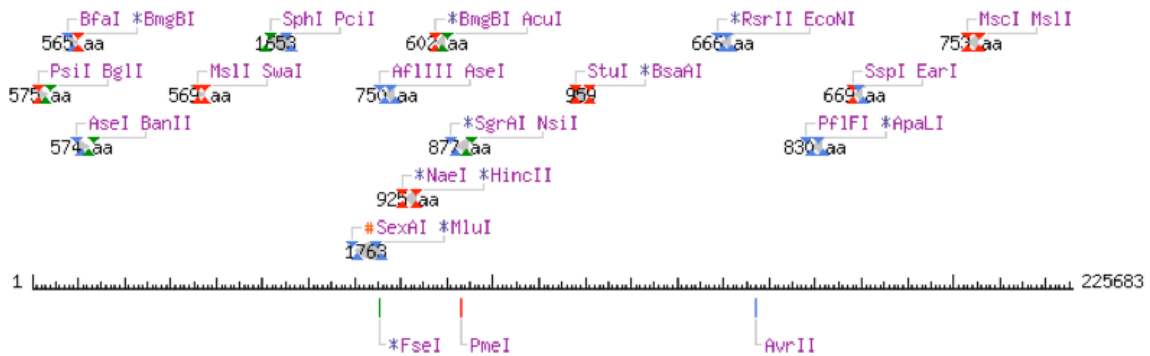 BfaI *BmgBI SphI PciI *BmgBI AcuI *RsrII EcoNI MscI MslI
565 aa 1653 602 aa 666 aa 753 aa
PsiI BglI MslI SwaI AflIII AseI StuI *BsaAI SspI EarI
575 aa 569 aa 750 aa 959 669 aa
AseI BanII *SgrAI NsiI PflFI *ApaLI
574 aa 877 aa 830 aa
*NaeI *HincII
925 aa
#SexAI *MluI
1763
1 225683
*FseI PmeI AvrII